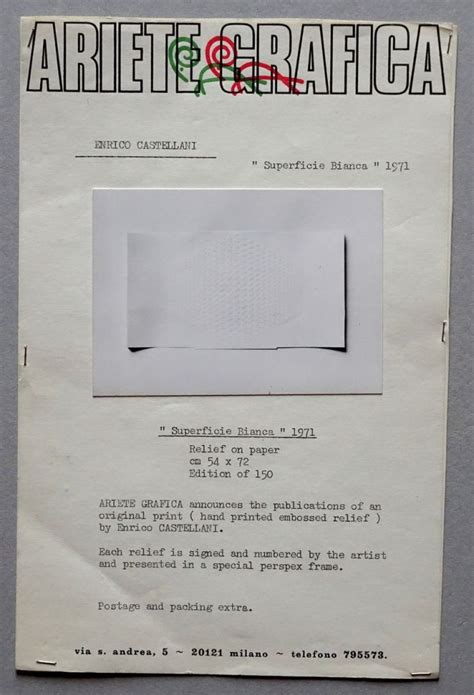 ARIETE GRAFICA
ENRICO CASTELLANI
" Superficie Bianca " 1971
" Superficie Bianca " 1971
Relief on paper
cm 54 x 72
Edition of 150
ARIETE GRAFICA announces the publications of an
original print ( hand printed embossed relief )
by Enrico CASTELLANI.
Each relief is signed and numbered by the artist
and presented in a special perspex frame.
Postage and packing extra.
via s. andrea, 5 ~ 20121 milano ~ telefono 795573.